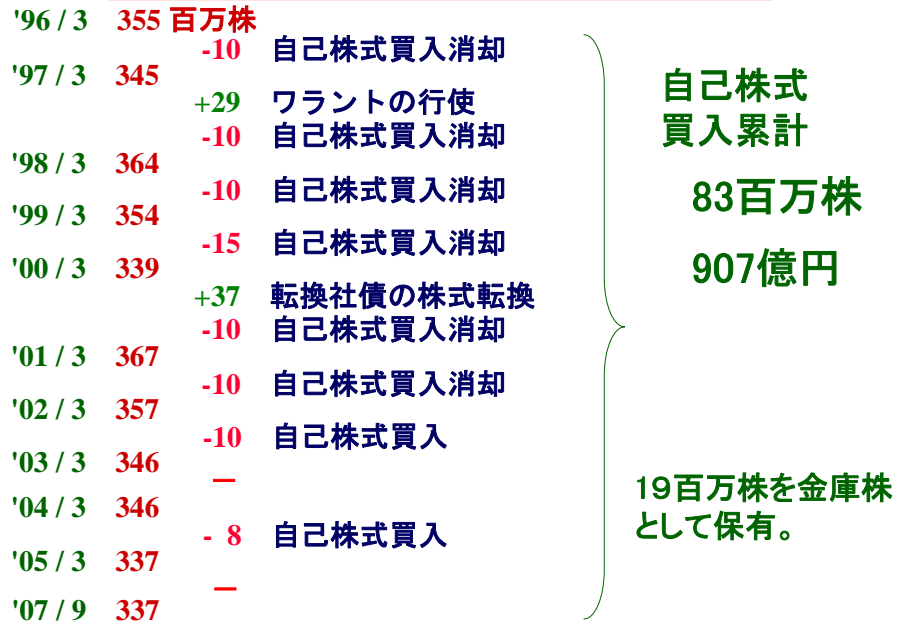 '96 / 3 355 百万株
-10 自己株式買入消却
'97 / 3 345
+29 ワラントの行使
-10 自己株式買入消却
'98 / 3 364
-10 自己株式買入消却
'99 / 3 354
-15 自己株式買入消却
'00 / 3 339
+37 転換社債の株式転換
-10 自己株式買入消却
'01 / 3 367
-10 自己株式買入消却
'02 / 3 357
-10 自己株式買入
'03 / 3 346
－
'04 / 3 346
- 8 自己株式買入
'05 / 3 337
－
'07 / 9 337
自己株式
買入累計
83百万株
907億円
19百万株を金庫株
として保有。